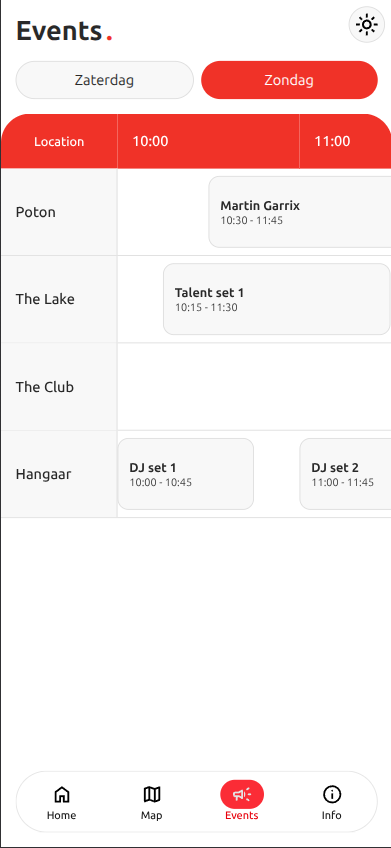 Events.
Zaterdag
Zondag
Location 10:00 11:00
Poton
Martin Garrix
10:30 - 11:45
The Lake
Talent set 1
10:15 - 11:30
The Club
Hangaar
DJ set 1
10:00 - 10:45
DJ set 2
11:00 - 11:45
Home
Map
Events
Info